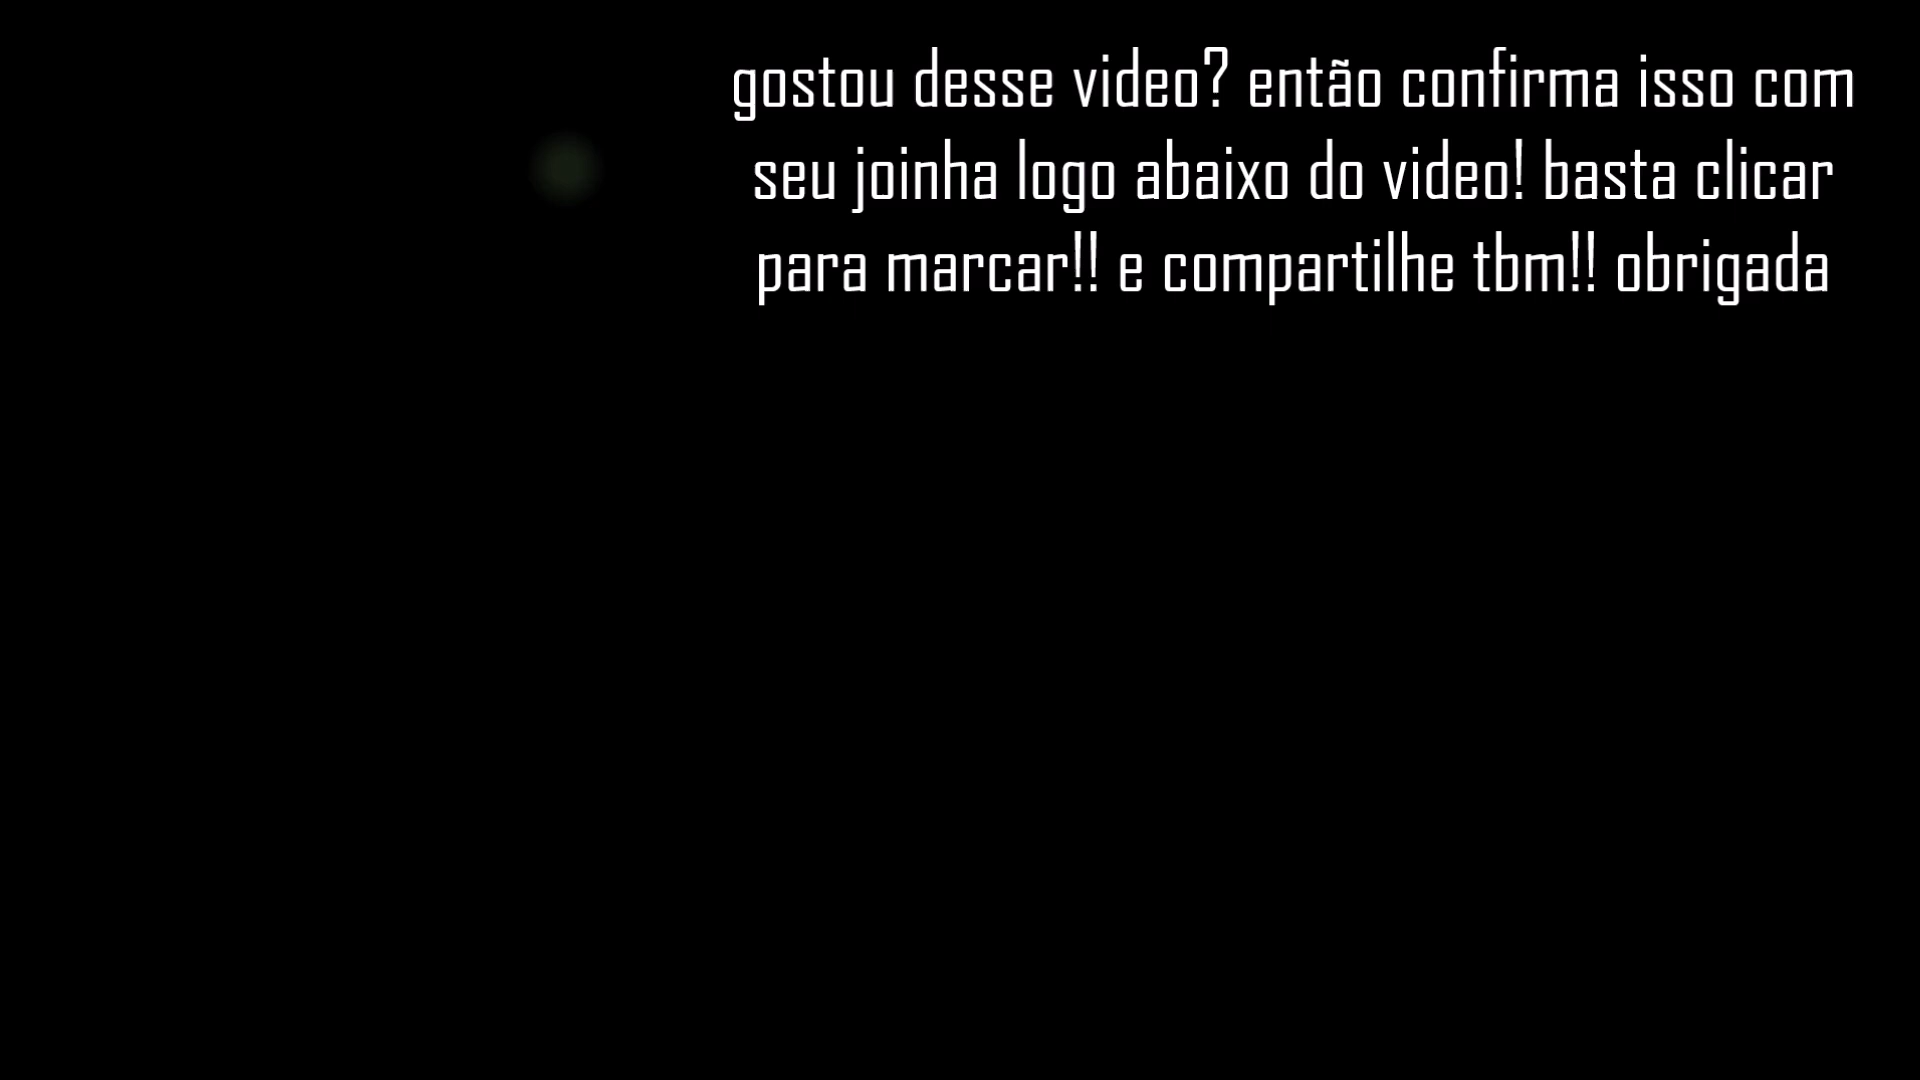 gostou desse video? então confirma isso com
seu joinha logo abaixo do video! basta clicar
para marcar!! e compartilhe tbm!! obrigada